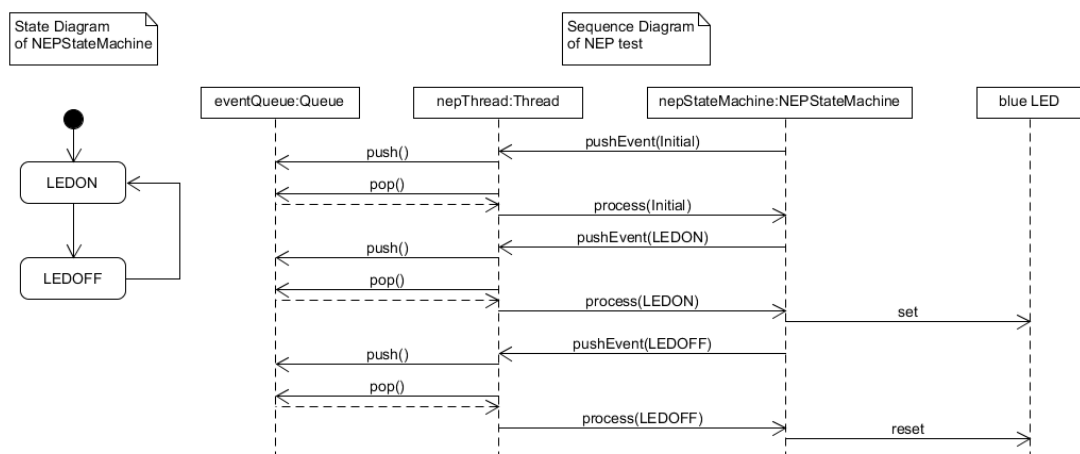 State Diagram
of NEPStateMachine
Sequence Diagram
of NEP test
eventQueue:Queue
nepThread:Thread
nepStateMachine:NEPStateMachine
blue LED
LEDON
LEDOFF
pushEvent(Initial)
push()
pop()
process(Initial)
pushEvent(LEDON)
push()
pop()
process(LEDON)
set
pushEvent(LEDOFF)
push()
pop()
process(LEDOFF)
reset